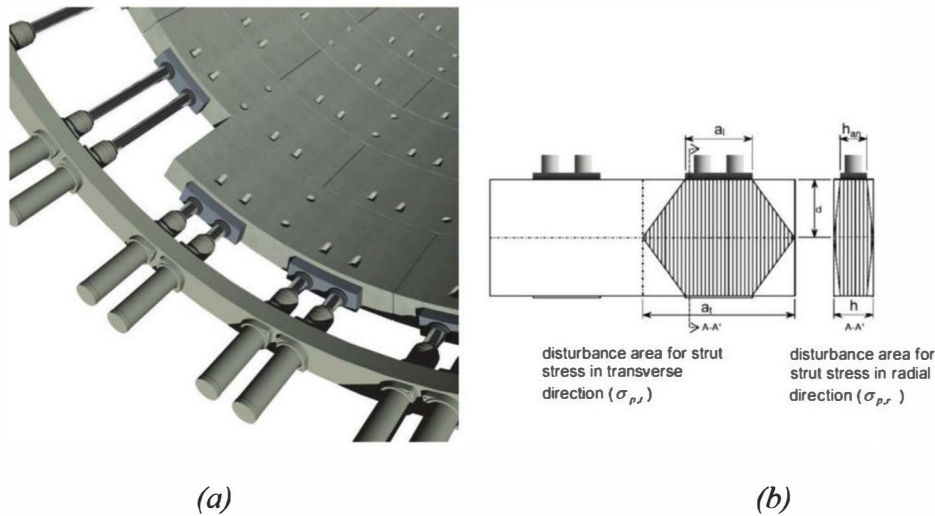 a_l
h_an
d
a_t
A-A'
h
A-A'
disturbance area for strut
stress in transverse
direction (σ_p,t)
disturbance area for
strut stress in radial
direction (σ_p,r )
(a)
(b)